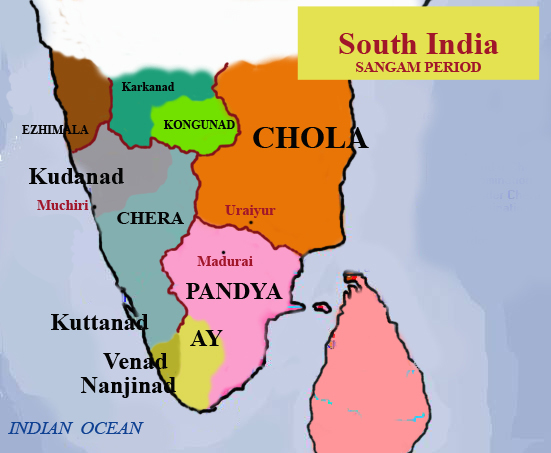 South India
SANGAM PERIOD
Karkanad
EZHIMALA
KONGUNAD
CHOLA
Kudanad
Muchiri
CHERA
Uraiyur
Madurai
PANDYA
Kuttanad
AY
Venad
Nanjinad
INDIAN OCEAN